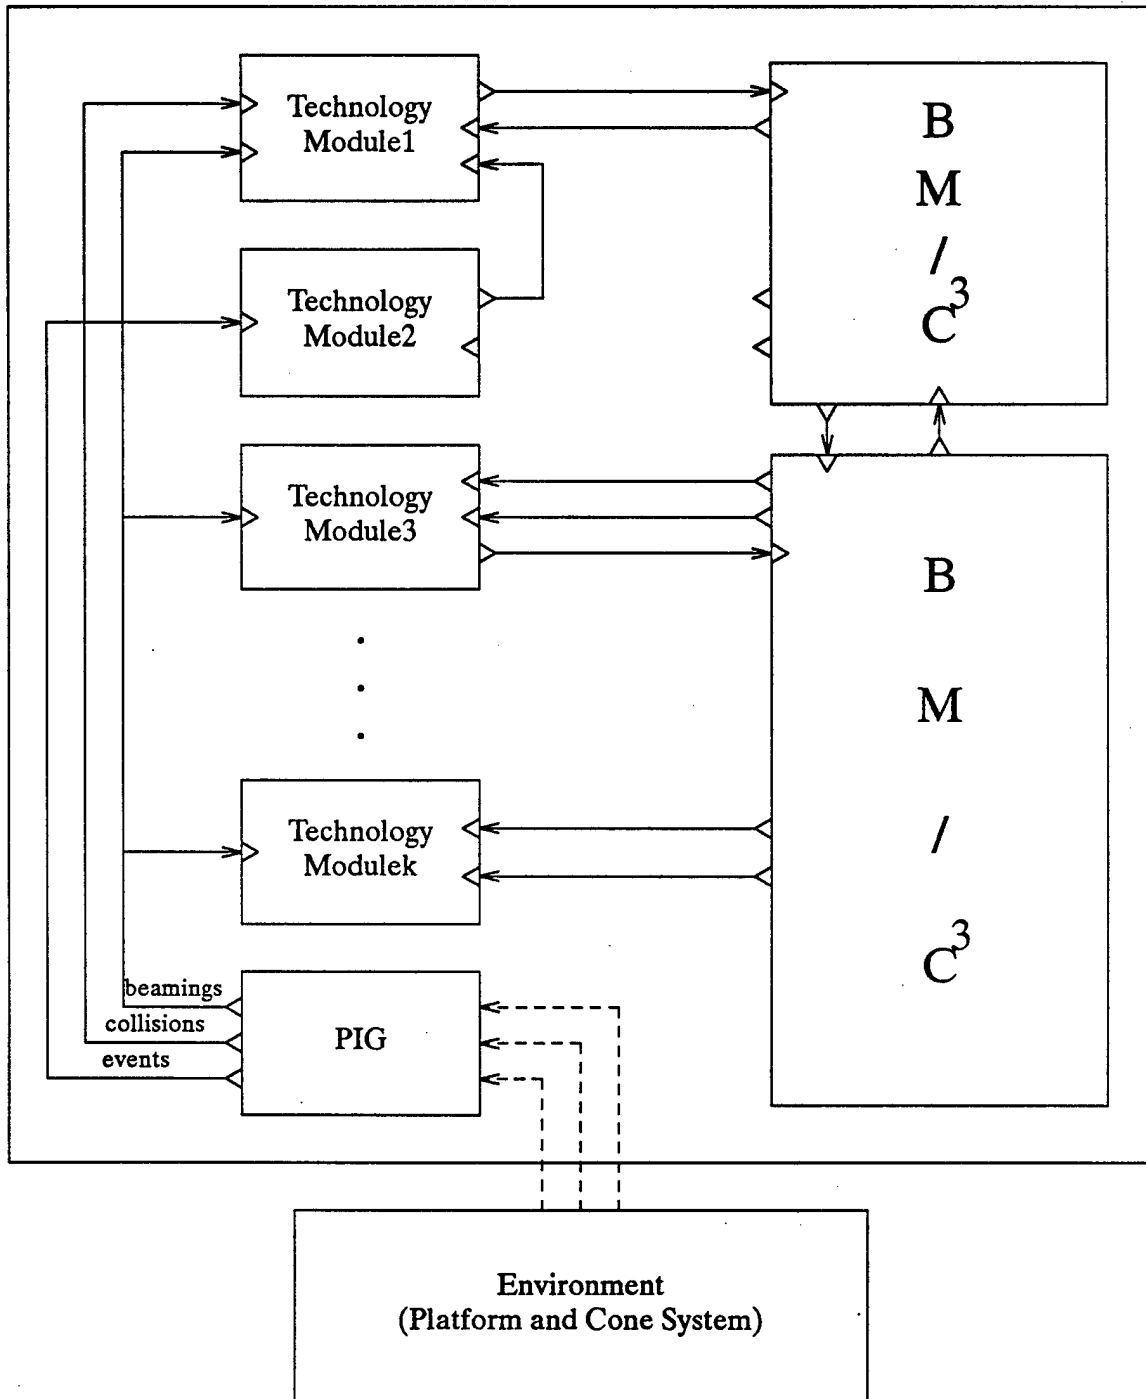 Technology
Module1
B
M
/
C³
Technology
Module2
Technology
Module3
B
M
/
C³
.
.
.
Technology
Modulek
beamings
collisions
events
PIG
Environment
(Platform and Cone System)